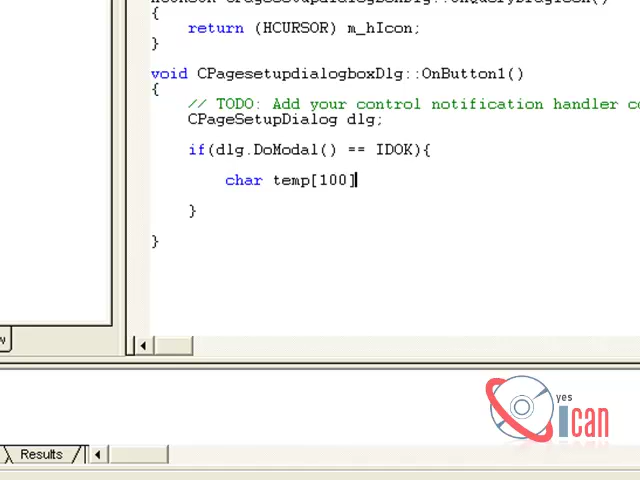 {
return (HCURSOR) m_hIcon;
}
void CPagesetupdialogboxDlg::OnButton1()
{
// TODO: Add your control notification handler co
CPageSetupDialog dlg;
if(dlg.DoModal() == IDOK){
char temp[100]
}
}
w
Results
yes
ican